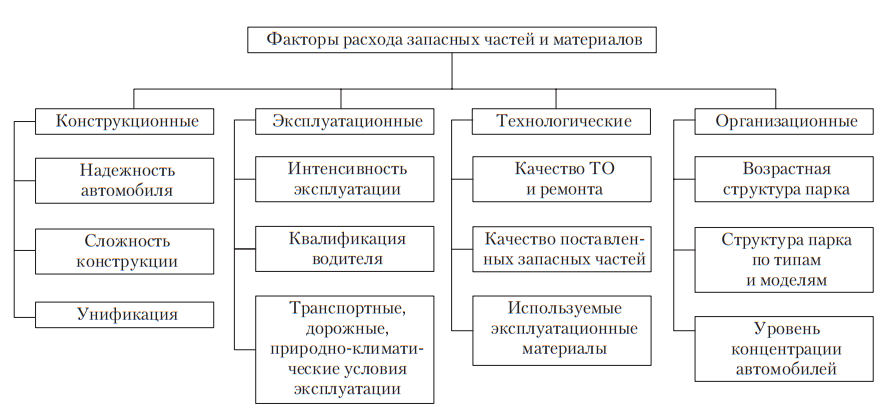 Факторы расхода запасных частей и материалов
Конструкционные
Надежность
автомобиля
Сложность
конструкции
Унификация
Эксплуатационные
Интенсивность
эксплуатации
Квалификация
водителя
Транспортные,
дорожные,
природно-климати-
ческие условия
эксплуатации
Технологические
Качество ТО
и ремонта
Качество поставлен-
ных запасных частей
Используемые
эксплуатационные
материалы
Организационные
Возрастная
структура парка
Структура парка
по типам
и моделям
Уровень
концентрации
автомобилей